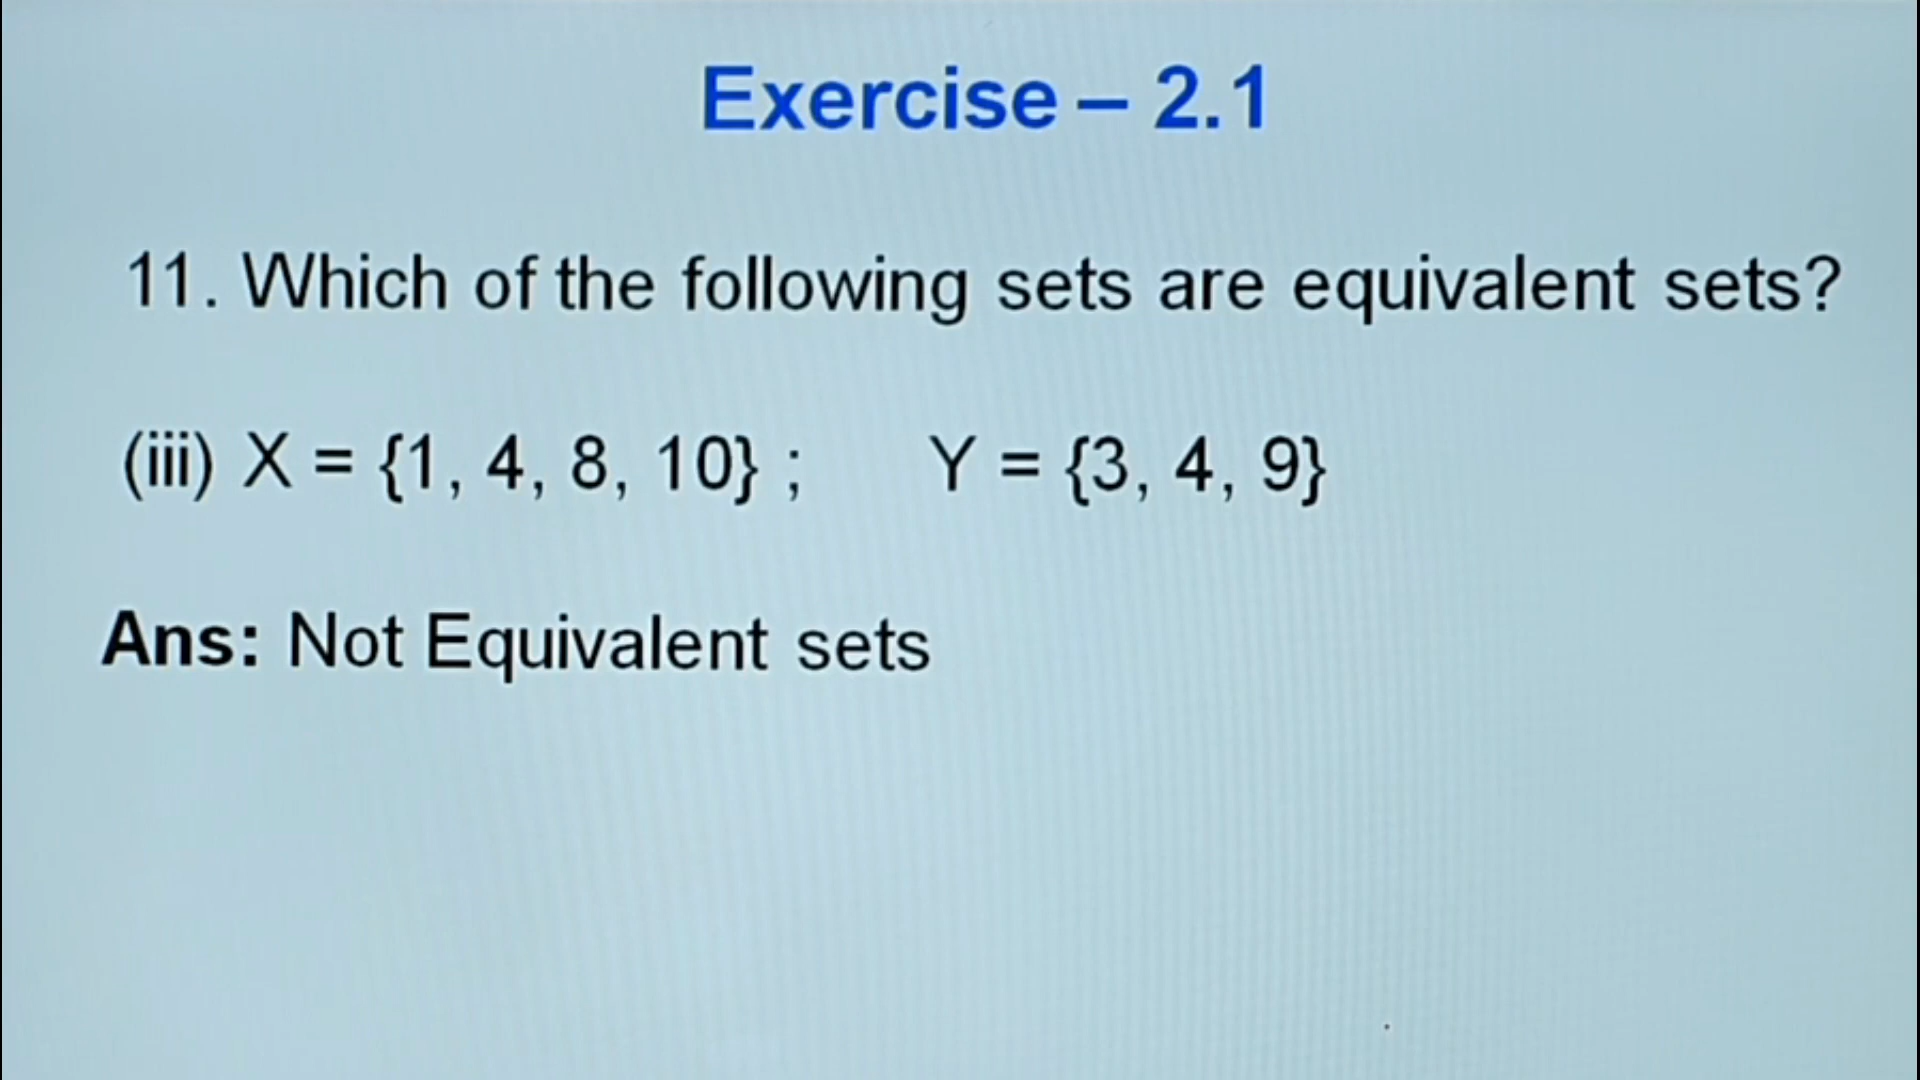 Exercise – 2.1
11. Which of the following sets are equivalent sets?
(iii) X = {1, 4, 8, 10} ; Y = {3, 4, 9}
Ans: Not Equivalent sets